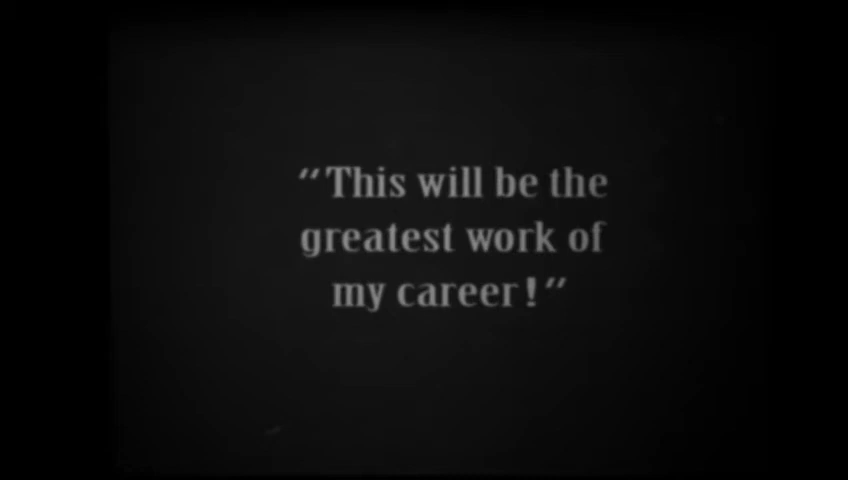 “This will be the
greatest work of
my career!”